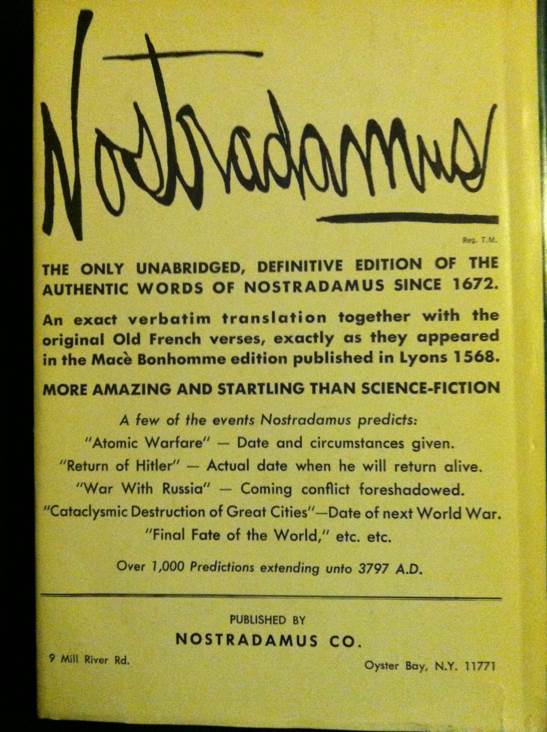 Nostradamus
Reg. T.M.
THE ONLY UNABRIDGED, DEFINITIVE EDITION OF THE
AUTHENTIC WORDS OF NOSTRADAMUS SINCE 1672.
An exact verbatim translation together with the
original Old French verses, exactly as they appeared
in the Macè Bonhomme edition published in Lyons 1568.
MORE AMAZING AND STARTLING THAN SCIENCE-FICTION
A few of the events Nostradamus predicts:
"Atomic Warfare" — Date and circumstances given.
"Return of Hitler" — Actual date when he will return alive.
"War With Russia" — Coming conflict foreshadowed.
"Cataclysmic Destruction of Great Cities"—Date of next World War.
"Final Fate of the World," etc. etc.
Over 1,000 Predictions extending unto 3797 A.D.
PUBLISHED BY
NOSTRADAMUS CO.
9 Mill River Rd.
Oyster Bay, N.Y. 11771